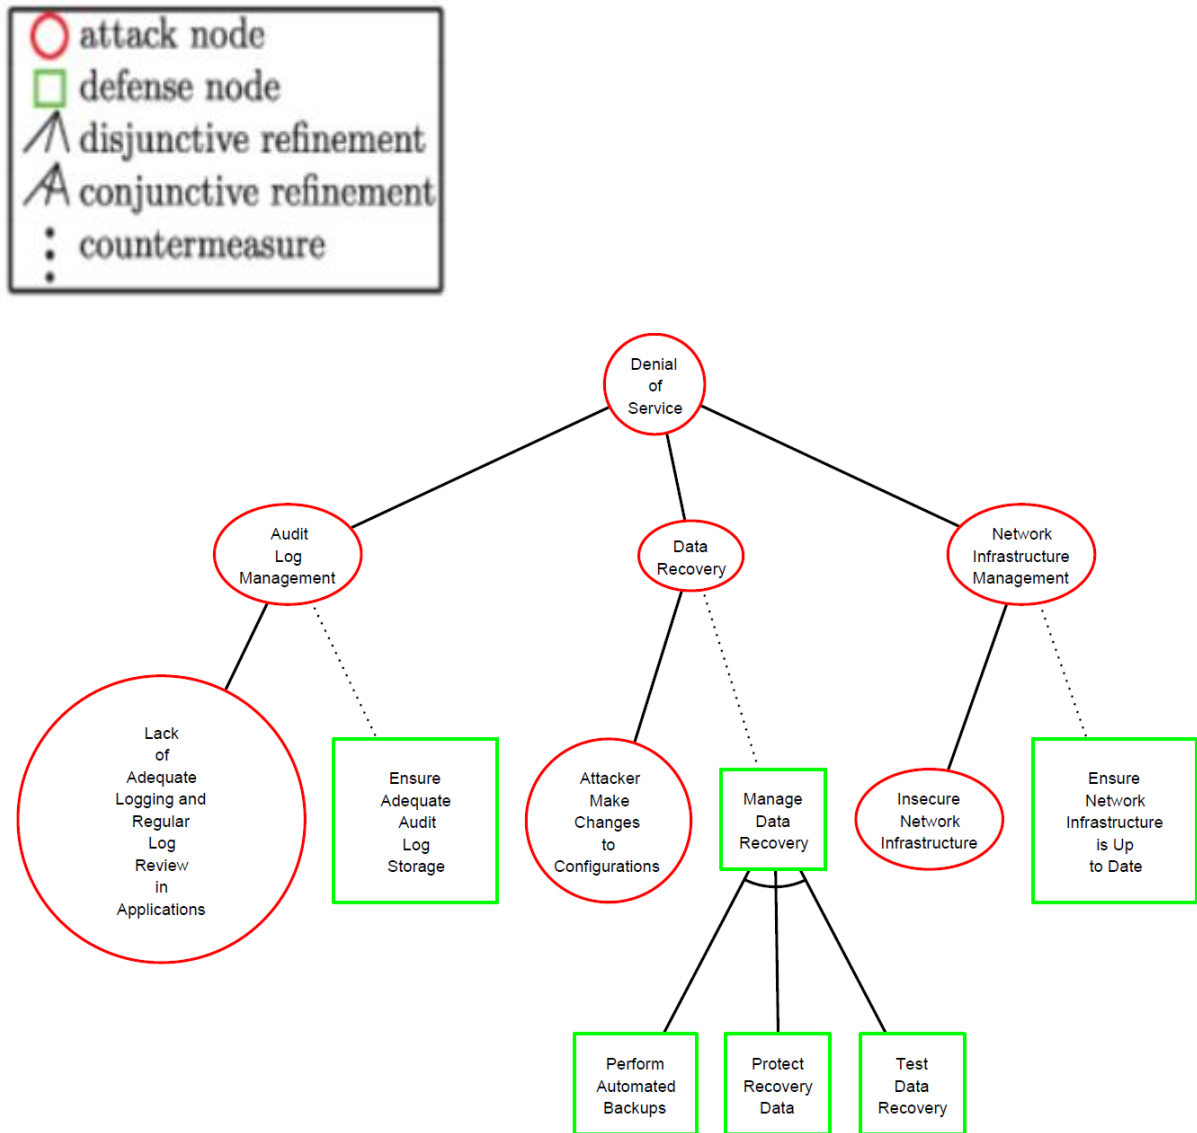 attack node
defense node
disjunctive refinement
conjunctive refinement
countermeasure
Denial
of
Service
Audit
Log
Management
Data
Recovery
Network
Infrastructure
Management
Lack
of
Adequate
Logging and
Regular
Log
Review
in
Applications
Ensure
Adequate
Audit
Log
Storage
Attacker
Make
Changes
to
Configurations
Manage
Data
Recovery
Insecure
Network
Infrastructure
Ensure
Network
Infrastructure
is Up
to Date
Perform
Automated
Backups
Protect
Recovery
Data
Test
Data
Recovery